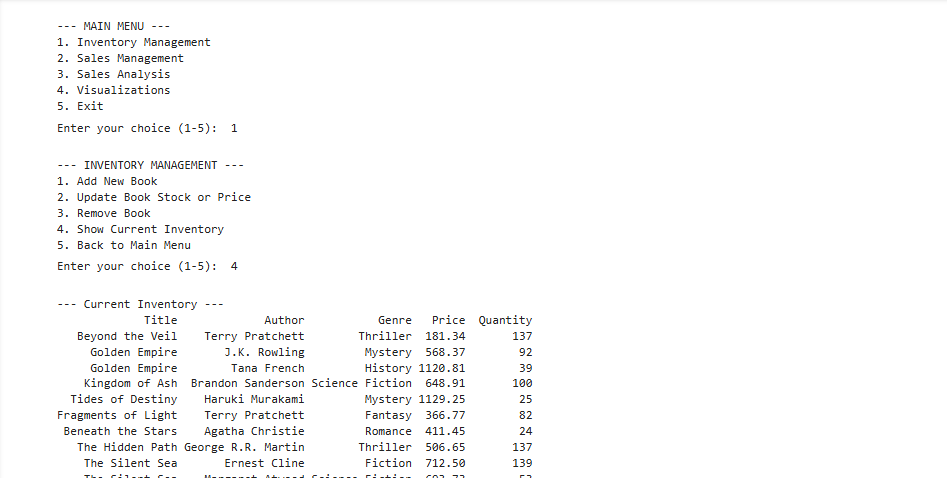 --- MAIN MENU ---
1. Inventory Management
2. Sales Management
3. Sales Analysis
4. Visualizations
5. Exit
Enter your choice (1-5):  1
--- INVENTORY MANAGEMENT ---
1. Add New Book
2. Update Book Stock or Price
3. Remove Book
4. Show Current Inventory
5. Back to Main Menu
Enter your choice (1-5):  4
--- Current Inventory ---
Title Author Genre Price Quantity
Beyond the Veil Terry Pratchett Thriller 181.34 137
Golden Empire J.K. Rowling Mystery 568.37 92
Golden Empire Tana French History 1120.81 39
Kingdom of Ash Brandon Sanderson Science Fiction 648.91 100
Tides of Destiny Haruki Murakami Mystery 1129.25 25
Fragments of Light Terry Pratchett Fantasy 366.77 82
Beneath the Stars Agatha Christie Romance 411.45 24
The Hidden Path George R.R. Martin Thriller 506.65 137
The Silent Sea Ernest Cline Fiction 712.50 139
The Silent Sea Margaret Atwood Science Fiction